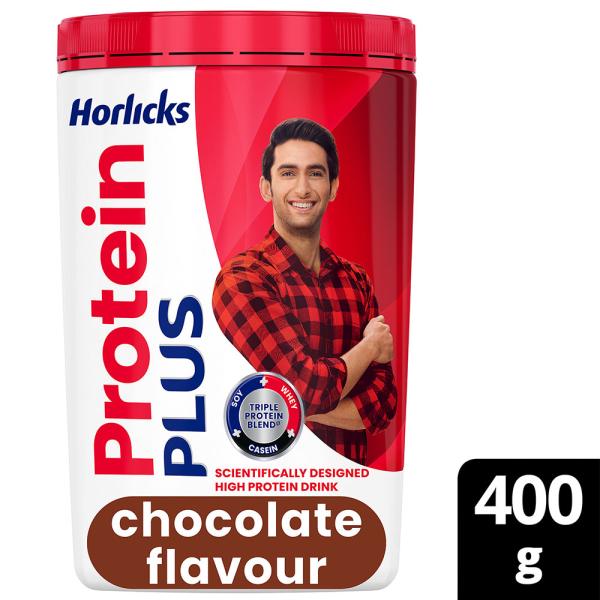 Horlicks
Protein
PLUS
SOY
WHEY
TRIPLE
PROTEIN
BLEND
CASEIN
SCIENTIFICALLY DESIGNED
HIGH PROTEIN DRINK
chocolate
flavour
400
g